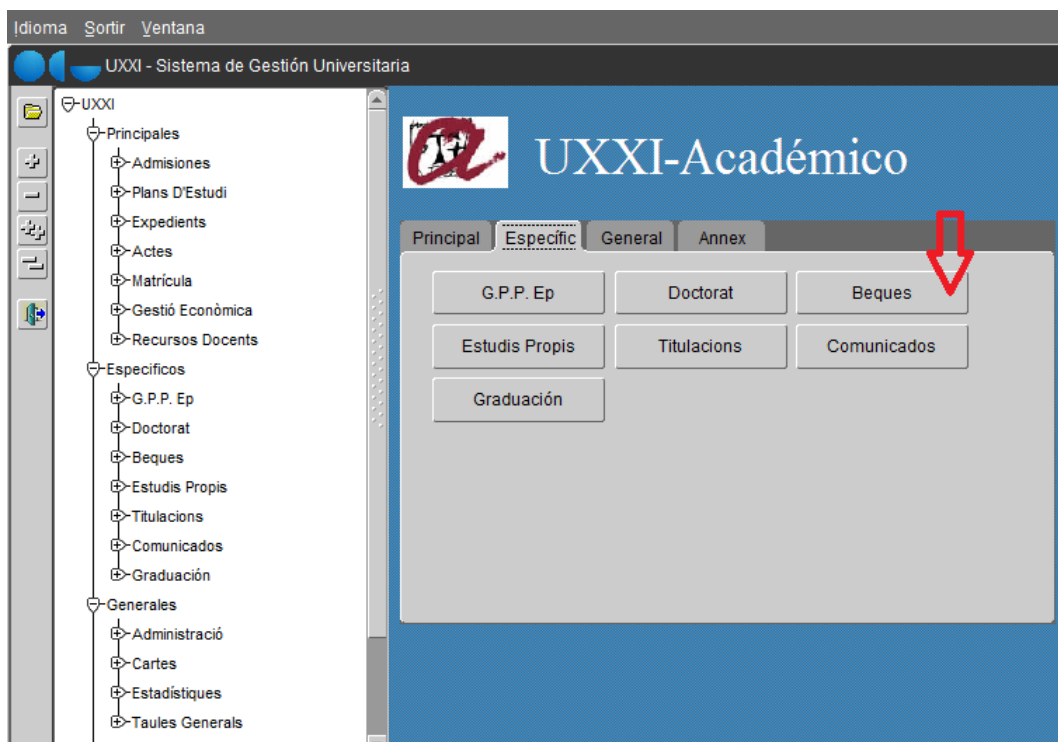 Idioma Sortir Ventana
UXXI - Sistema de Gestión Universitaria
UXXI
Principales
Admisiones
Plans D'Estudi
Expedients
Actes
Matrícula
Gestió Econòmica
Recursos Docents
Especificos
G.P.P. Ep
Doctorat
Beques
Estudis Propis
Titulacions
Comunicados
Graduación
Generales
Administració
Cartes
Estadístiques
Taules Generals
UXXI-Académico
Principal Específic General Annex
G.P.P. Ep Doctorat Beques
Estudis Propis Titulacions Comunicados
Graduación